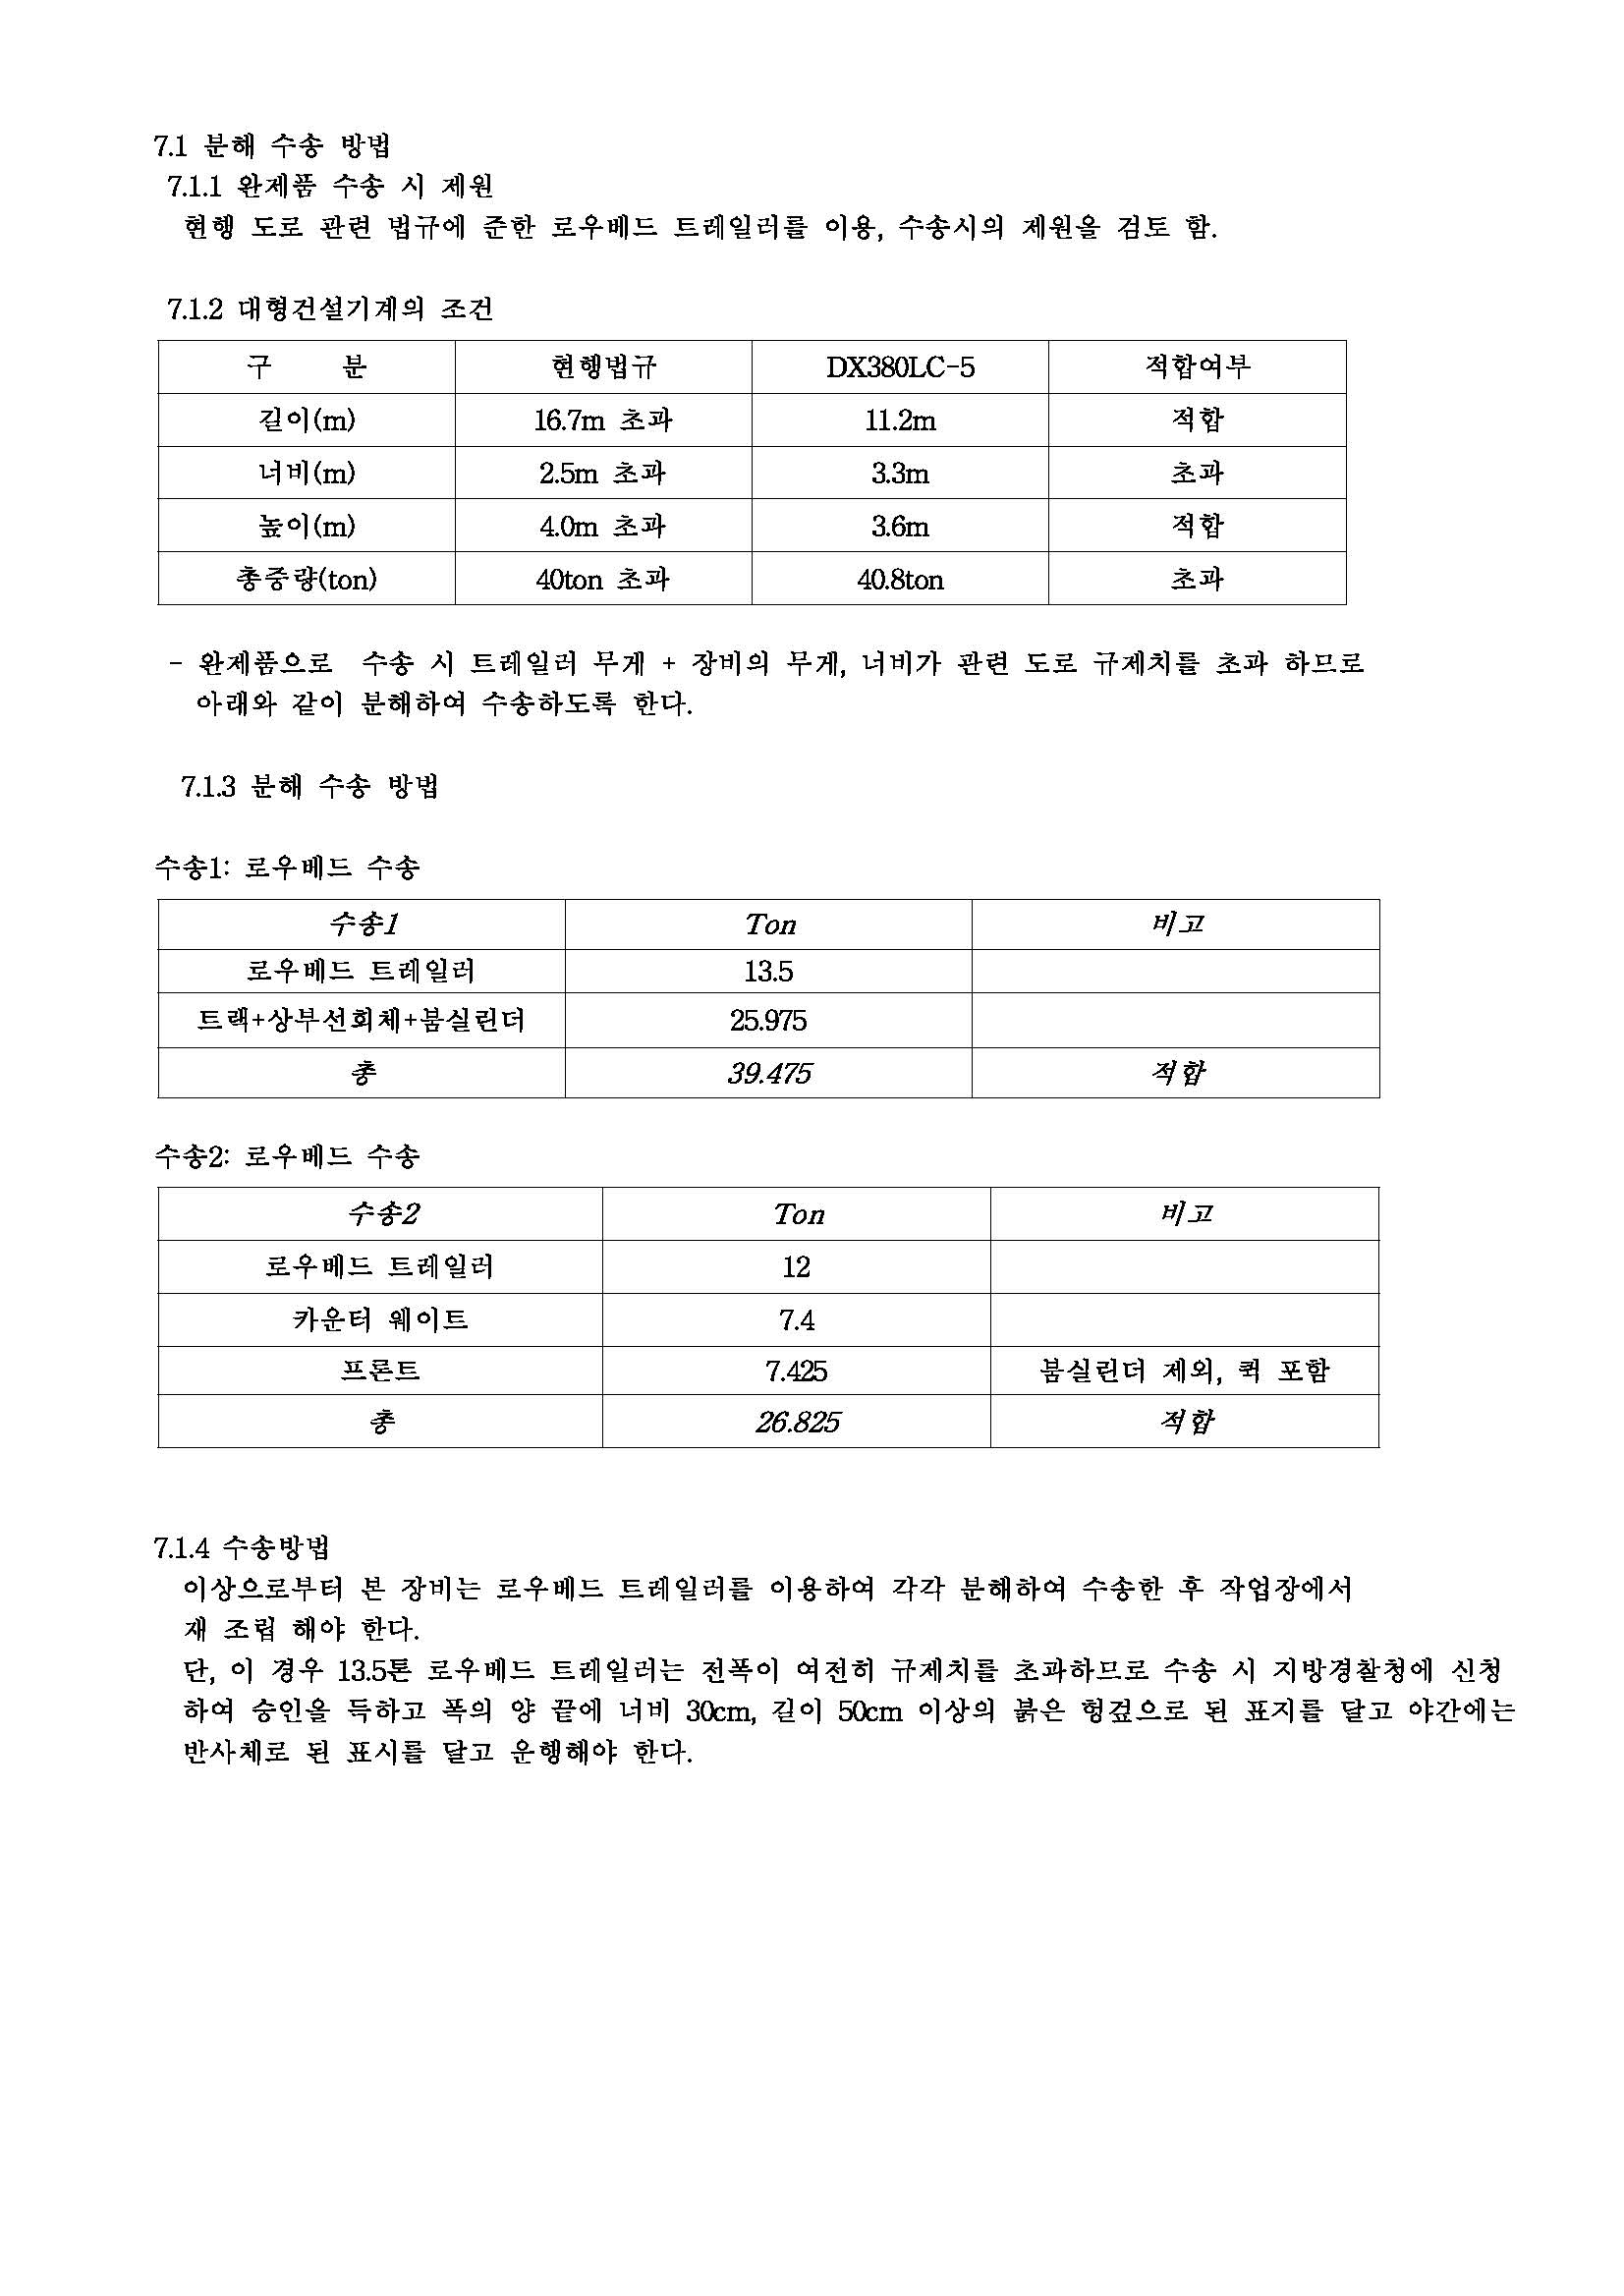 7.1 분해 수송 방법
7.1.1 완제품 수송 시 제원
현행 도로 관련 법규에 준한 로우베드 트레일러를 이용, 수송시의 제원을 검토 함.
7.1.2 대형건설기계의 조건
구 분 현행법규 DX380LC-5 적합여부
길이(m) 16.7m 초과 11.2m 적합
너비(m) 2.5m 초과 3.3m 초과
높이(m) 4.0m 초과 3.6m 적합
총중량(ton) 40ton 초과 40.8ton 초과
- 완제품으로 수송 시 트레일러 무게 + 장비의 무게, 너비가 관련 도로 규제치를 초과 하므로
아래와 같이 분해하여 수송하도록 한다.
7.1.3 분해 수송 방법
수송1: 로우베드 수송
수송1 Ton 비고
로우베드 트레일러 13.5
트랙+상부선회체+붐실린더 25.975
총 39.475 적합
수송2: 로우베드 수송
수송2 Ton 비고
로우베드 트레일러 12
카운터 웨이트 7.4
프론트 7.425 붐실린더 제외, 퀵 포함
총 26.825 적합
7.1.4 수송방법
이상으로부터 본 장비는 로우베드 트레일러를 이용하여 각각 분해하여 수송한 후 작업장에서
재 조립 해야 한다.
단, 이 경우 13.5톤 로우베드 트레일러는 전폭이 여전히 규제치를 초과하므로 수송 시 지방경찰청에 신청
하여 승인을 득하고 폭의 양 끝에 너비 30cm, 길이 50cm 이상의 붉은 헝겊으로 된 표지를 달고 야간에는
반사체로 된 표시를 달고 운행해야 한다.